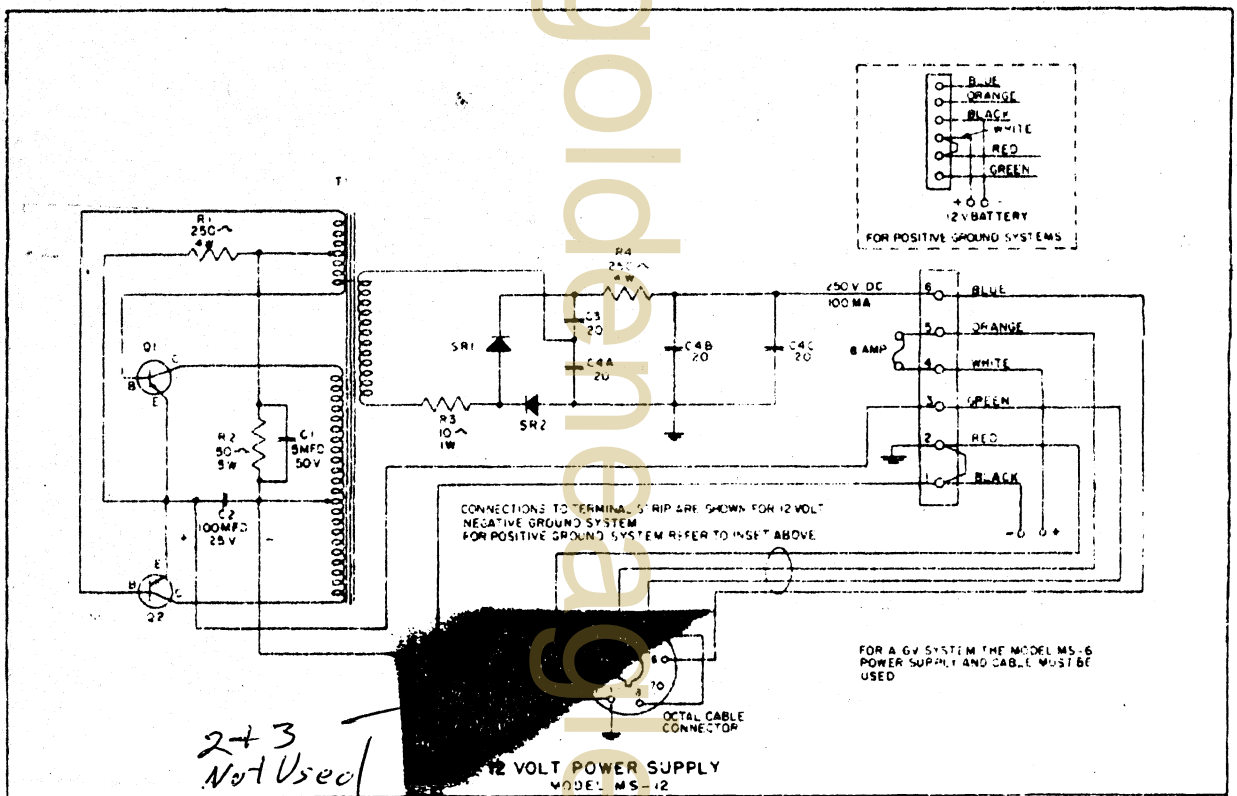 BLUE
ORANGE
BLACK
WHITE
RED
GREEN
+ -
12 V BATTERY
FOR POSITIVE GROUND SYSTEMS
T
R1
250~
4W
R4
4W
250 V DC
100 MA
6 BLUE
5 ORANGE
6 AMP
4 WHITE
3 GREEN
2 RED
1 BLACK
- +
C3
20
SR1
C4A
20
C4B
20
C4C
20
R3
10~
1W
SR2
Q1
C
B
E
R2
50~
5W
C1
5MFD
50V
C2
100MFD
25V
+ -
E
B
C
Q2
CONNECTIONS TO TERMINAL STRIP ARE SHOWN FOR 12 VOLT
NEGATIVE GROUND SYSTEM
FOR POSITIVE GROUND SYSTEM REFER TO INSET ABOVE
FOR A 6V SYSTEM THE MODEL MS-6
POWER SUPPLY AND CABLE MUST BE
USED
6
7
1
8
OCTAL CABLE
CONNECTOR
2+3
Not Used
12 VOLT POWER SUPPLY
MODEL MS-12
goldeneagle